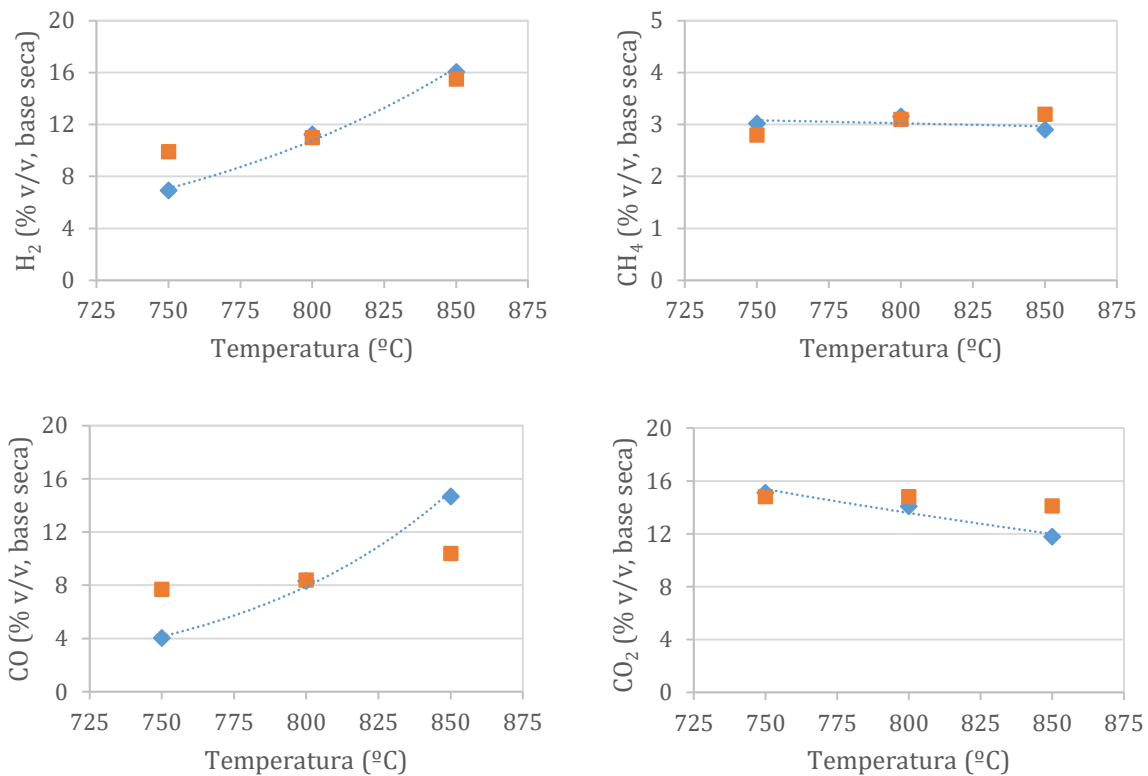 H₂ (% v/v, base seca)
20
16
12
8
4
0
725 750 775 800 825 850 875
Temperatura (ºC)
CH₄ (% v/v, base seca)
5
4
3
2
1
0
725 750 775 800 825 850 875
Temperatura (ºC)
CO (% v/v, base seca)
20
16
12
8
4
0
725 750 775 800 825 850 875
Temperatura (ºC)
CO₂ (% v/v, base seca)
20
16
12
8
4
0
725 750 775 800 825 850 875
Temperatura (ºC)